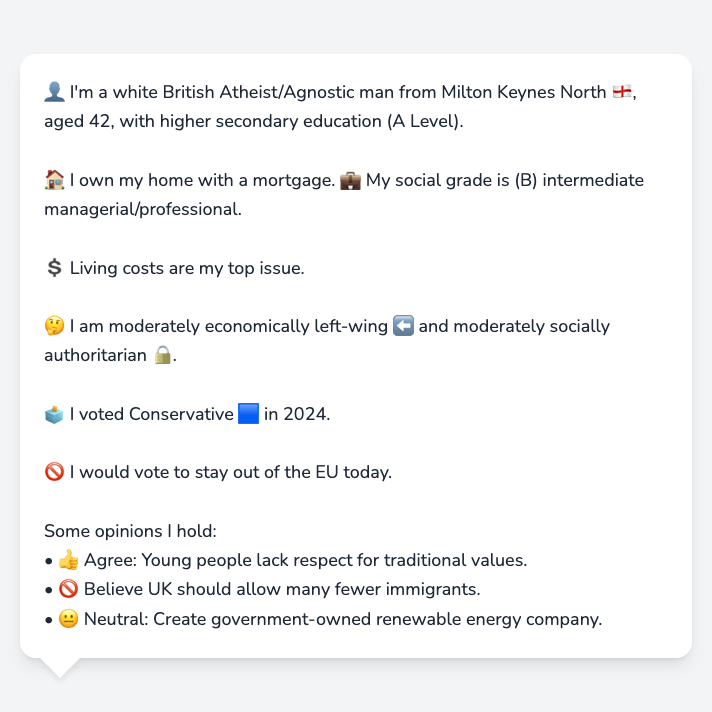 👤 I'm a white British Atheist/Agnostic man from Milton Keynes North 🏴󠁧󠁢󠁥󠁮󠁧󠁿,
aged 42, with higher secondary education (A Level).
🏠 I own my home with a mortgage. 💼 My social grade is (B) intermediate
managerial/professional.
💲 Living costs are my top issue.
🤔 I am moderately economically left-wing ⬅️ and moderately socially
authoritarian 🔒.
🗳️ I voted Conservative 🟦 in 2024.
🚫 I would vote to stay out of the EU today.
Some opinions I hold:
• 👍 Agree: Young people lack respect for traditional values.
• 🚫 Believe UK should allow many fewer immigrants.
• 😐 Neutral: Create government-owned renewable energy company.